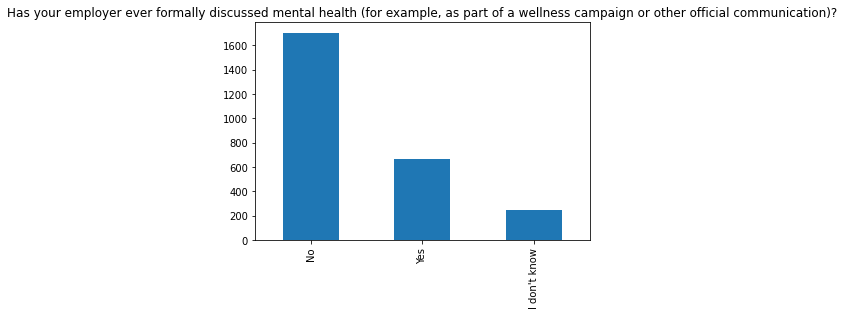 Has your employer ever formally discussed mental health (for example, as part of a wellness campaign or other official communication)?
1600
1400
1200
1000
800
600
400
200
0
No
Yes
I don't know